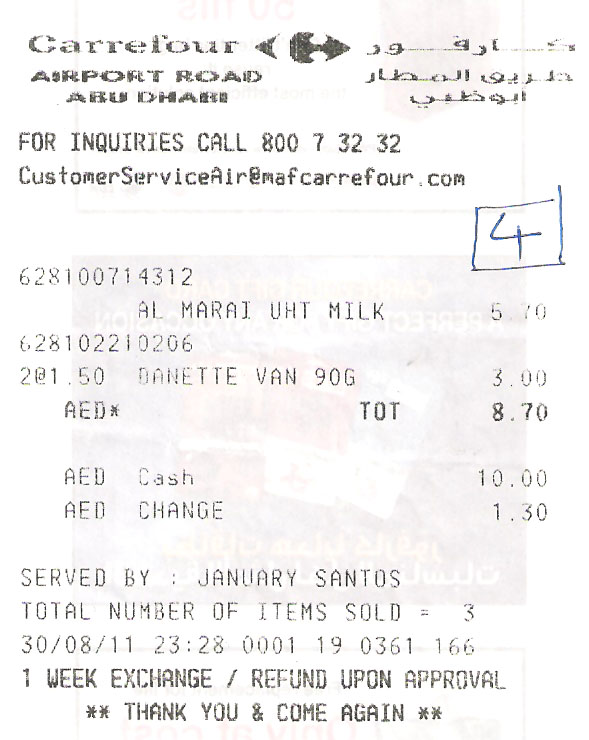 Carrefour كارفور
AIRPORT ROAD طريق المطار
ABU DHABI ابوظبي
FOR INQUIRIES CALL 800 7 32 32
CustomerServiceAir@mafcarrefour.com
4
628100714312
AL MARAI UHT MILK 5.70
628102210206
2@1.50 DANETTE VAN 90G 3.00
AED* TOT 8.70
AED Cash 10.00
AED CHANGE 1.30
SERVED BY : JANUARY SANTOS
TOTAL NUMBER OF ITEMS SOLD = 3
30/08/11 23:28 0001 19 0361 166
1 WEEK EXCHANGE / REFUND UPON APPROVAL
** THANK YOU & COME AGAIN **